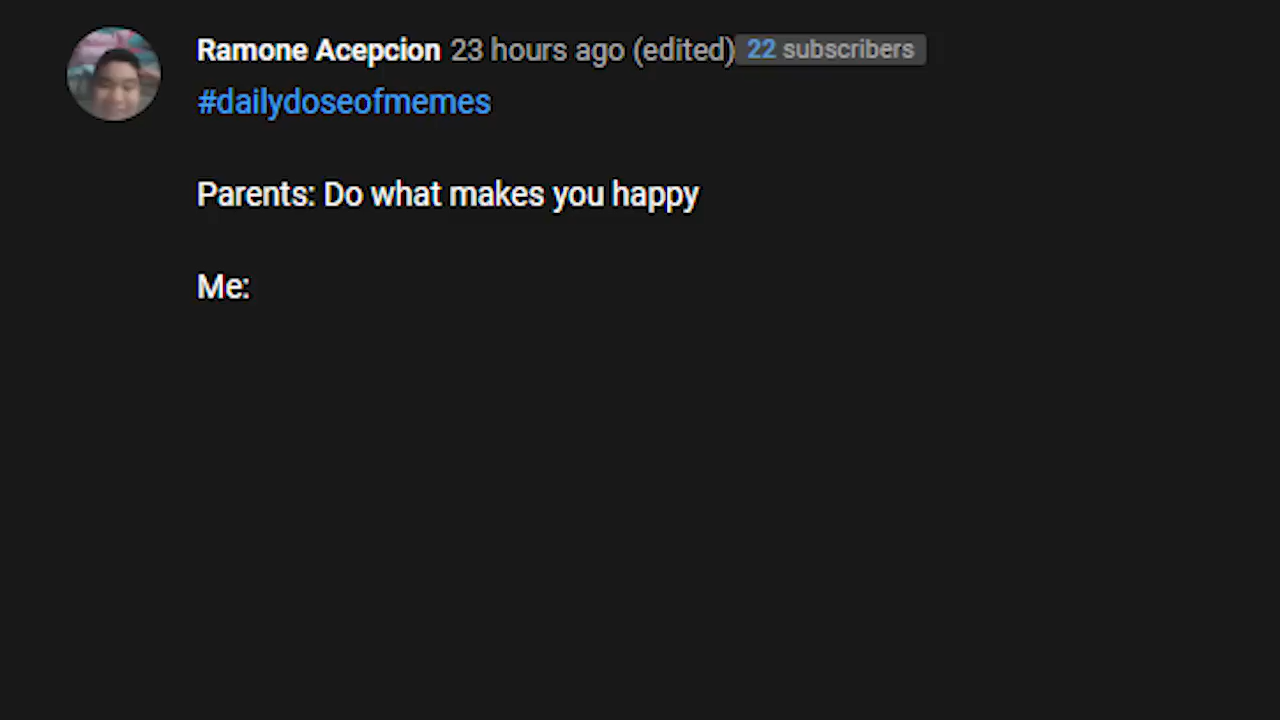 Ramone Acepcion 23 hours ago (edited) 22 subscribers
#dailydoseofmemes
Parents: Do what makes you happy
Me: